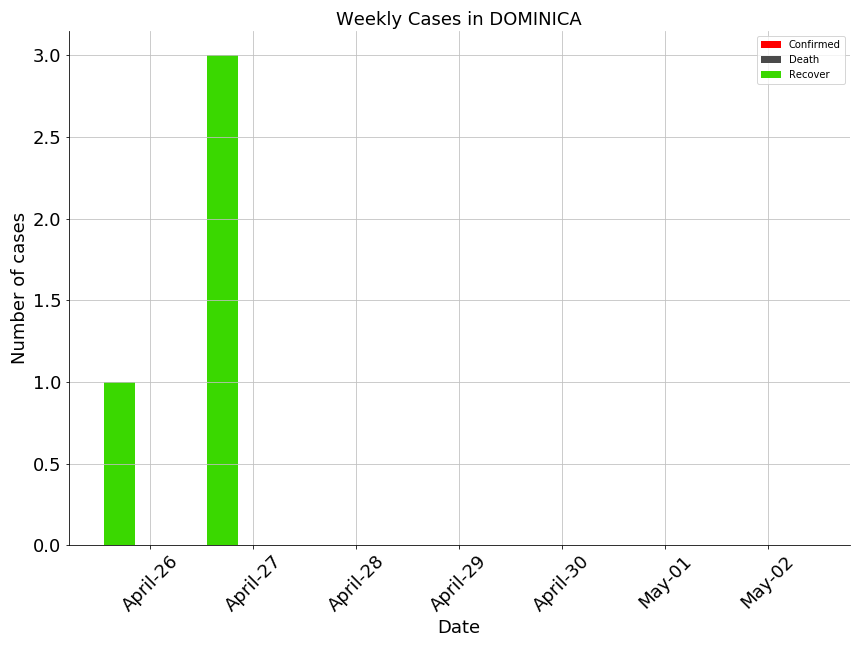 Weekly Cases in DOMINICA
Confirmed
Death
Recover
Number of cases
3.0
2.5
2.0
1.5
1.0
0.5
0.0
April-26
April-27
April-28
April-29
April-30
May-01
May-02
Date